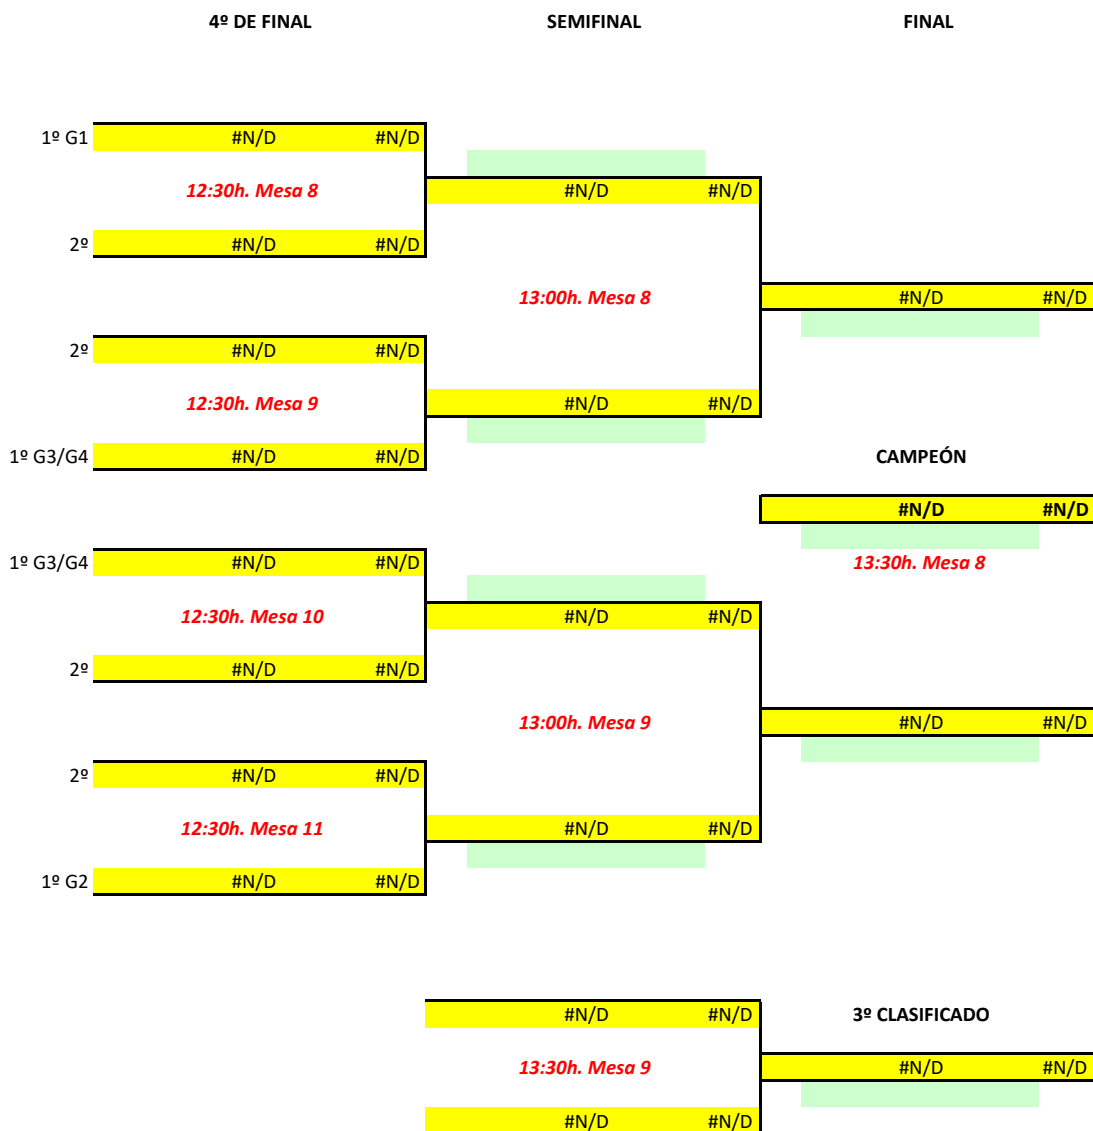 4º DE FINAL SEMIFINAL FINAL
1º G1 #N/D #N/D
12:30h. Mesa 8 #N/D #N/D
2º #N/D #N/D
13:00h. Mesa 8 #N/D #N/D
2º #N/D #N/D
12:30h. Mesa 9 #N/D #N/D
1º G3/G4 #N/D #N/D CAMPEÓN
#N/D #N/D
1º G3/G4 #N/D #N/D 13:30h. Mesa 8
12:30h. Mesa 10 #N/D #N/D
2º #N/D #N/D
13:00h. Mesa 9 #N/D #N/D
2º #N/D #N/D
12:30h. Mesa 11 #N/D #N/D
1º G2 #N/D #N/D
#N/D #N/D 3º CLASIFICADO
13:30h. Mesa 9 #N/D #N/D
#N/D #N/D